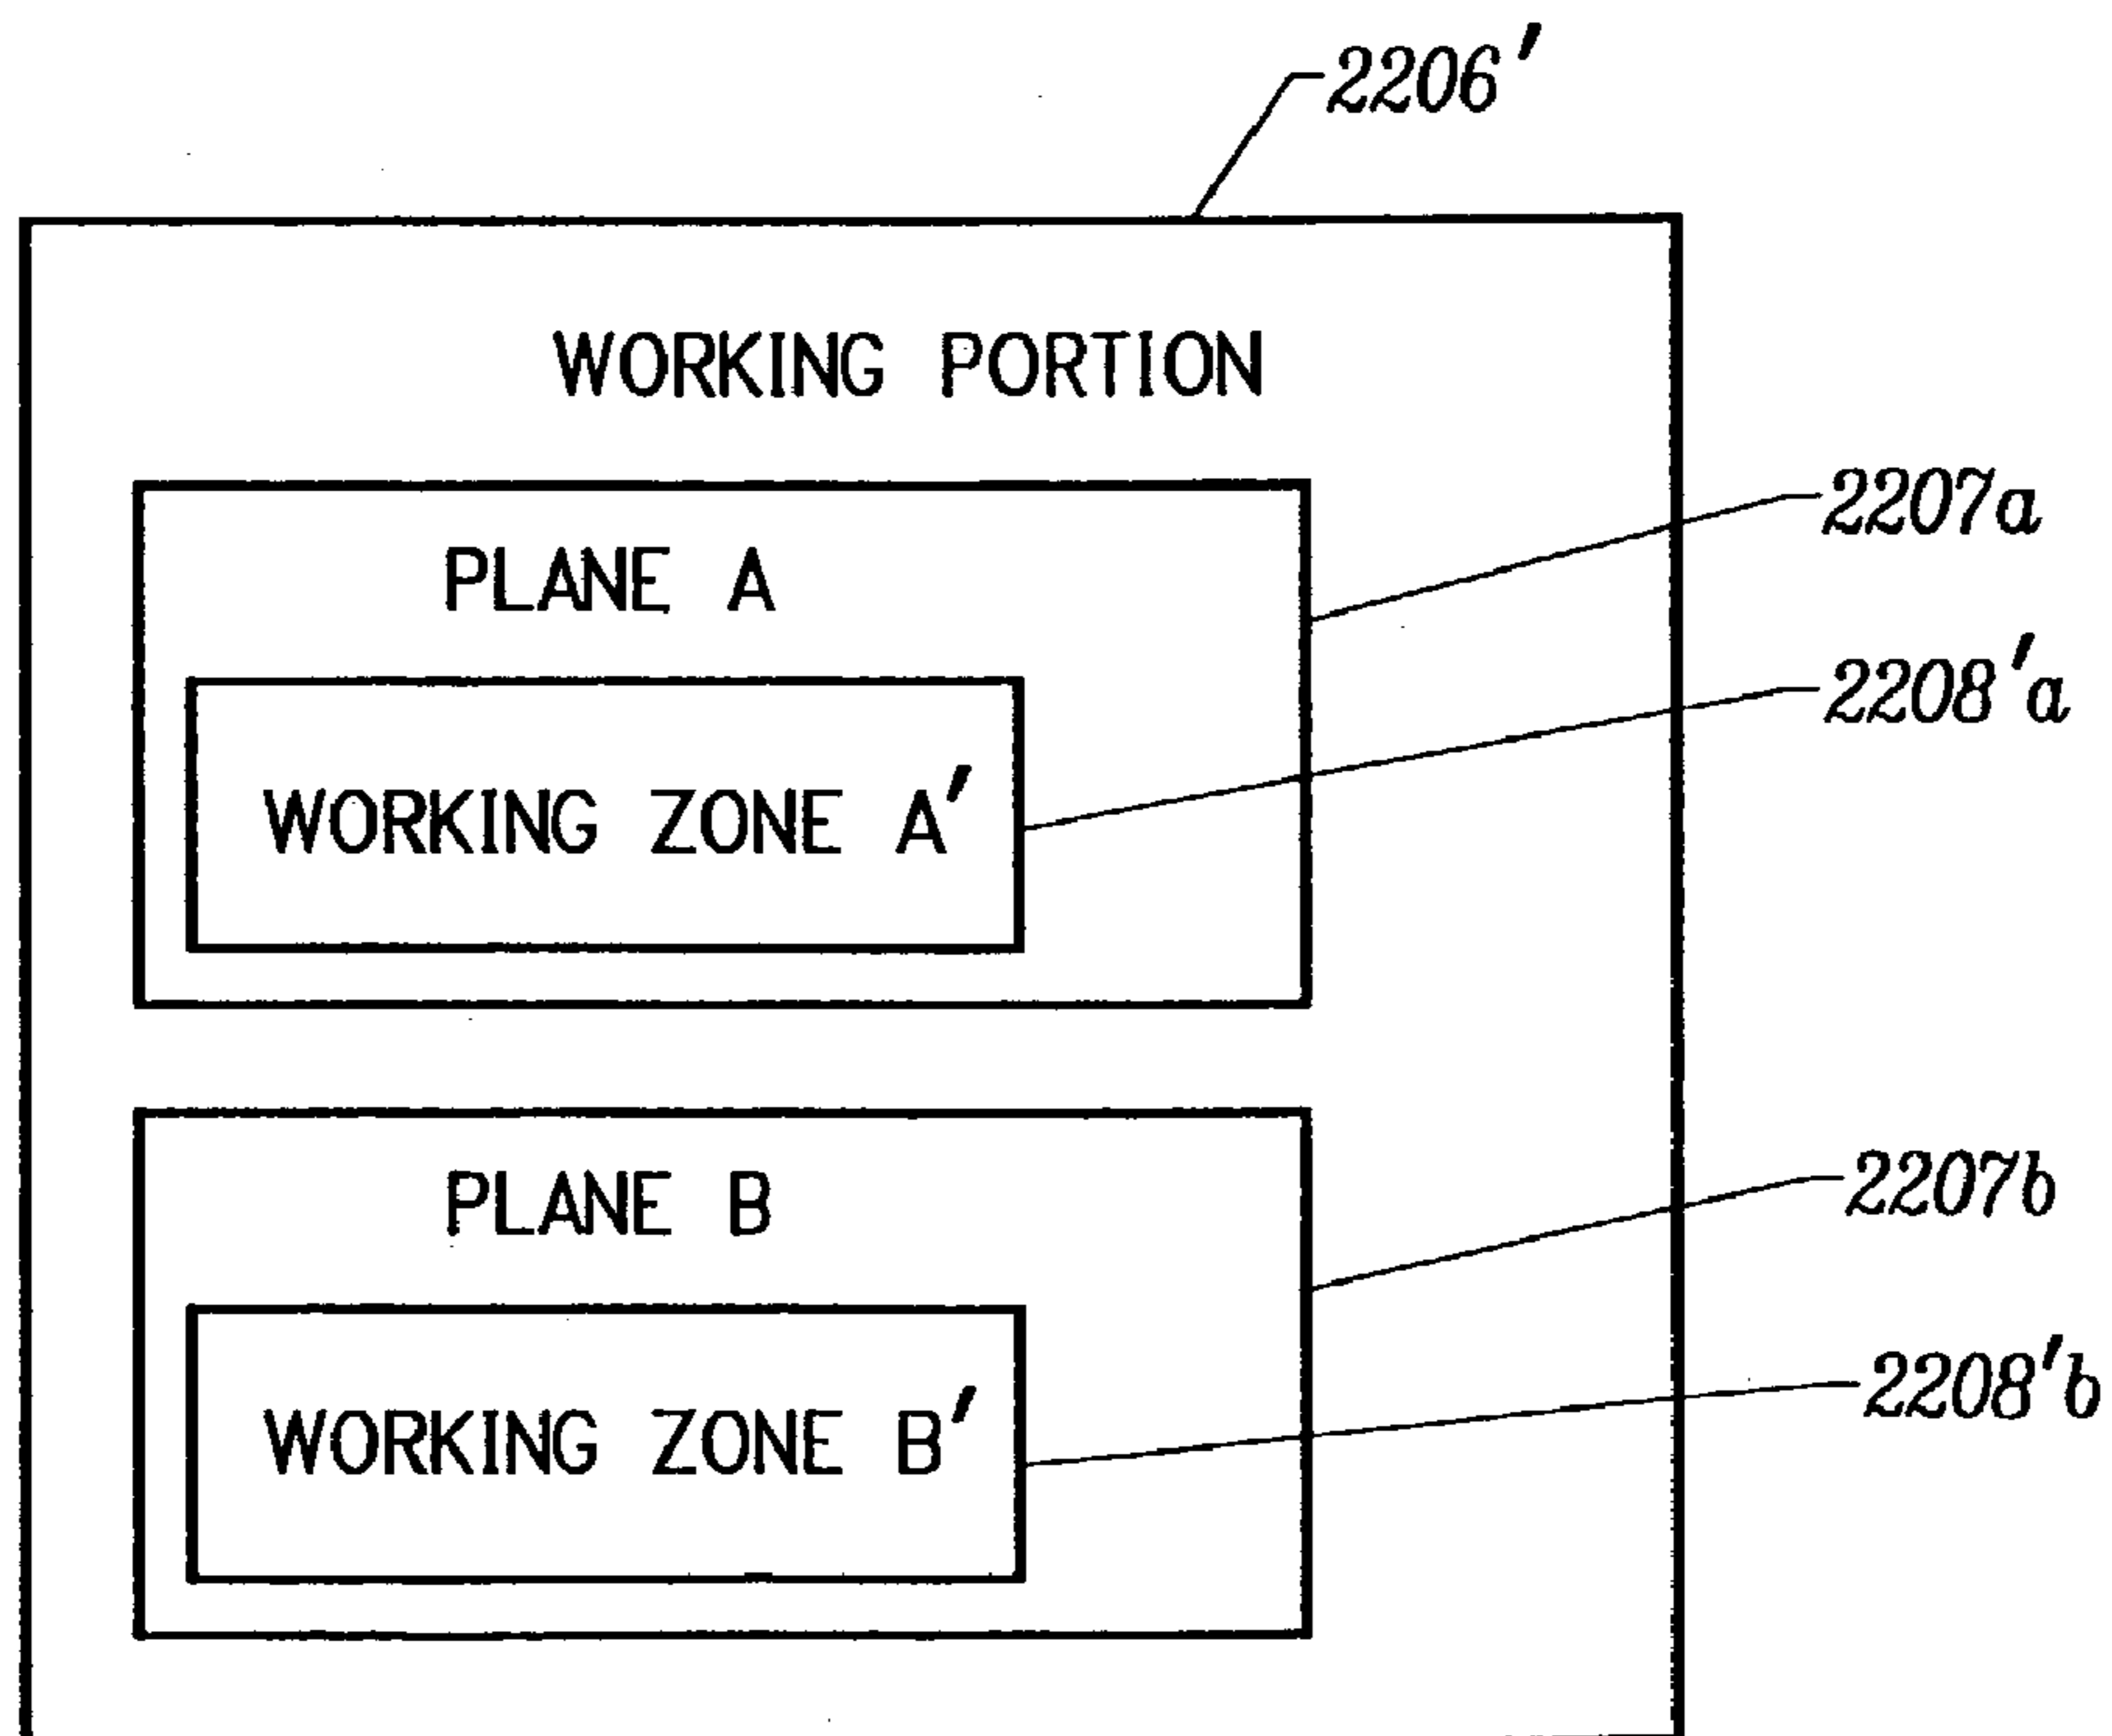 2206'
WORKING PORTION
2207a
PLANE A
2208'a
WORKING ZONE A'
2207b
PLANE B
2208'b
WORKING ZONE B'